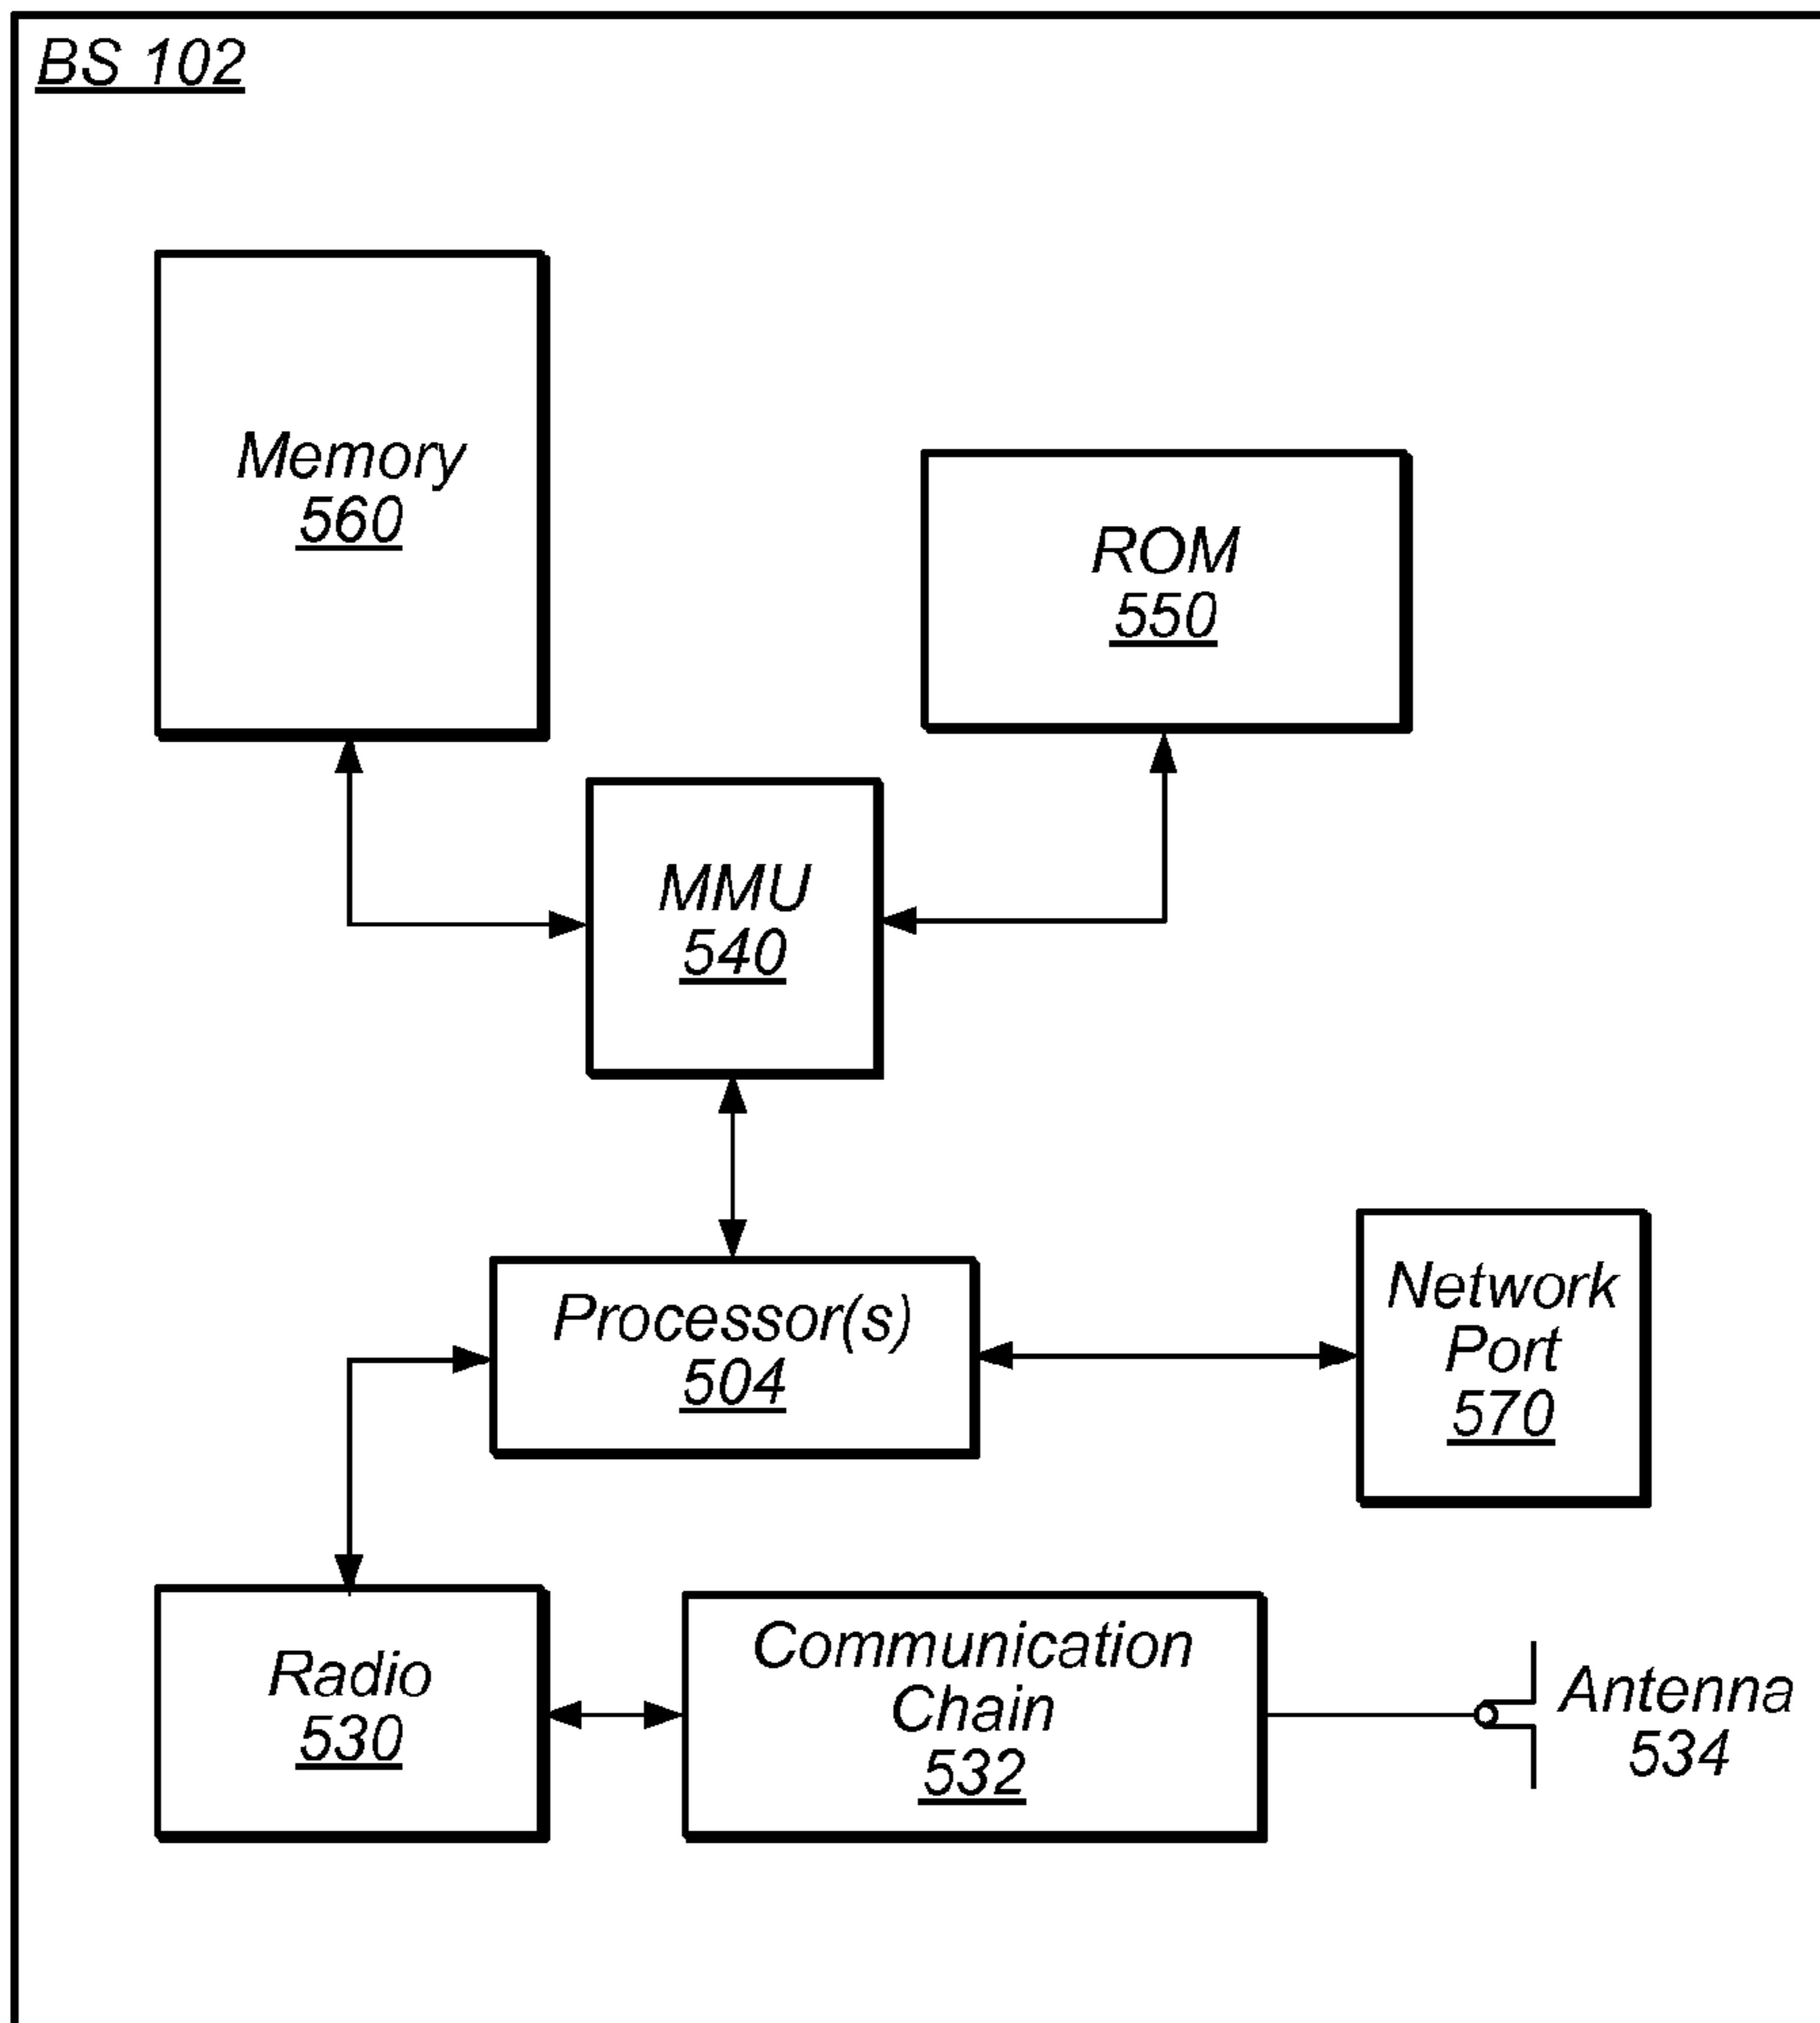 BS 102
Memory
560
ROM
550
MMU
540
Processor(s)
504
Network
Port
570
Radio
530
Communication
Chain
532
Antenna
534